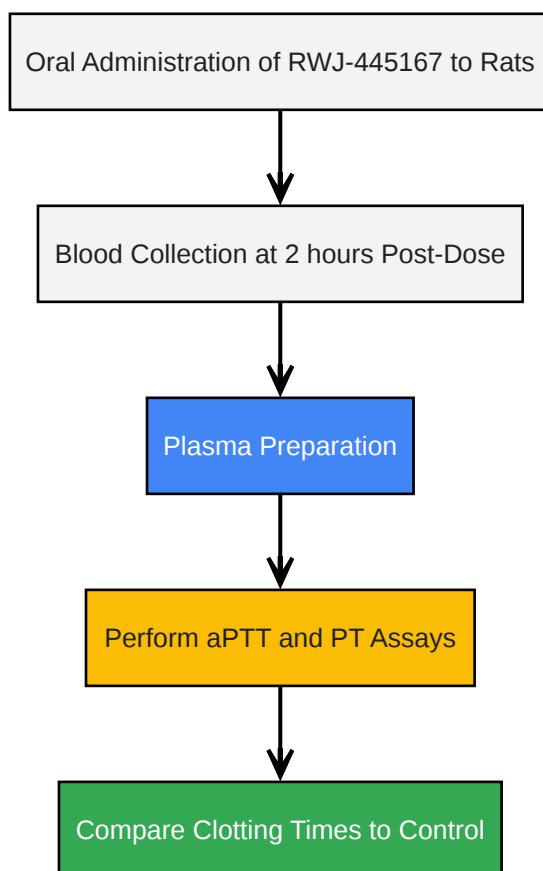 Oral Administration of RWJ-445167 to Rats
Blood Collection at 2 hours Post-Dose
Plasma Preparation
Perform aPTT and PT Assays
Compare Clotting Times to Control